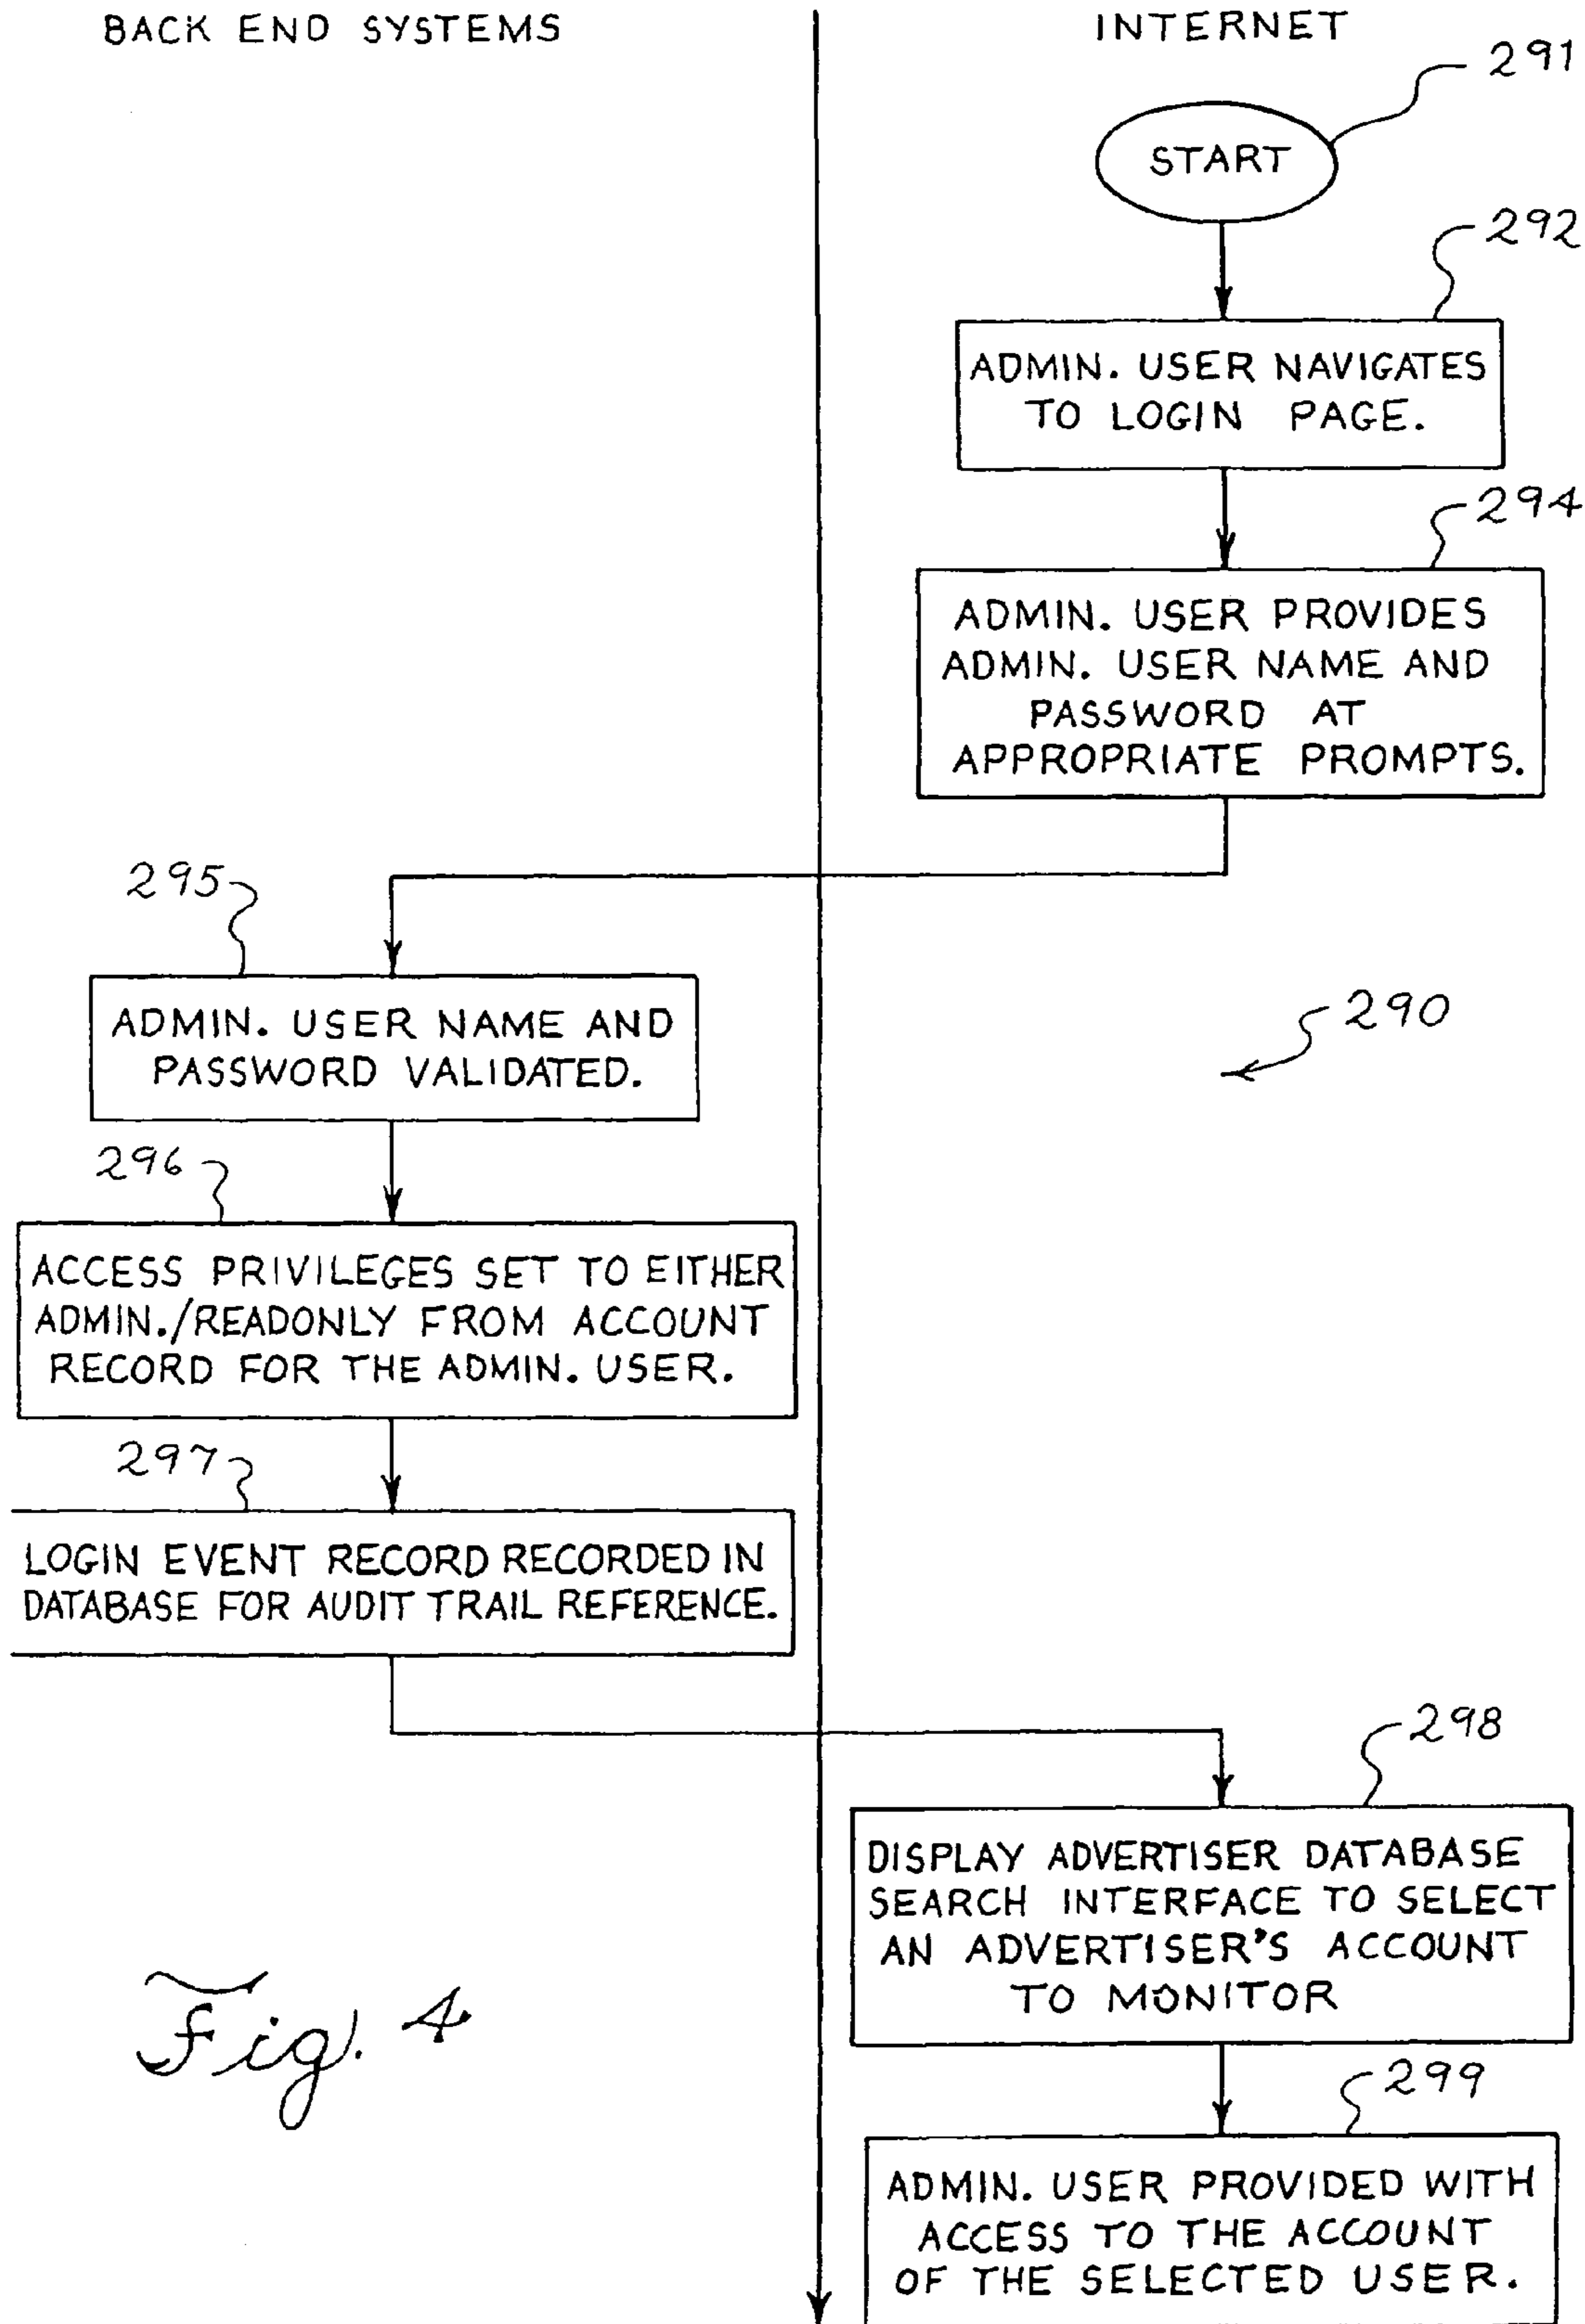 BACK END SYSTEMS
INTERNET
291
START
292
ADMIN. USER NAVIGATES
TO LOGIN PAGE.
294
ADMIN. USER PROVIDES
ADMIN. USER NAME AND
PASSWORD AT
APPROPRIATE PROMPTS.
295
ADMIN. USER NAME AND
PASSWORD VALIDATED.
290
296
ACCESS PRIVILEGES SET TO EITHER
ADMIN./READONLY FROM ACCOUNT
RECORD FOR THE ADMIN. USER.
297
LOGIN EVENT RECORD RECORDED IN
DATABASE FOR AUDIT TRAIL REFERENCE.
298
DISPLAY ADVERTISER DATABASE
SEARCH INTERFACE TO SELECT
AN ADVERTISER'S ACCOUNT
TO MONITOR
Fig. 4
299
ADMIN. USER PROVIDED WITH
ACCESS TO THE ACCOUNT
OF THE SELECTED USER.